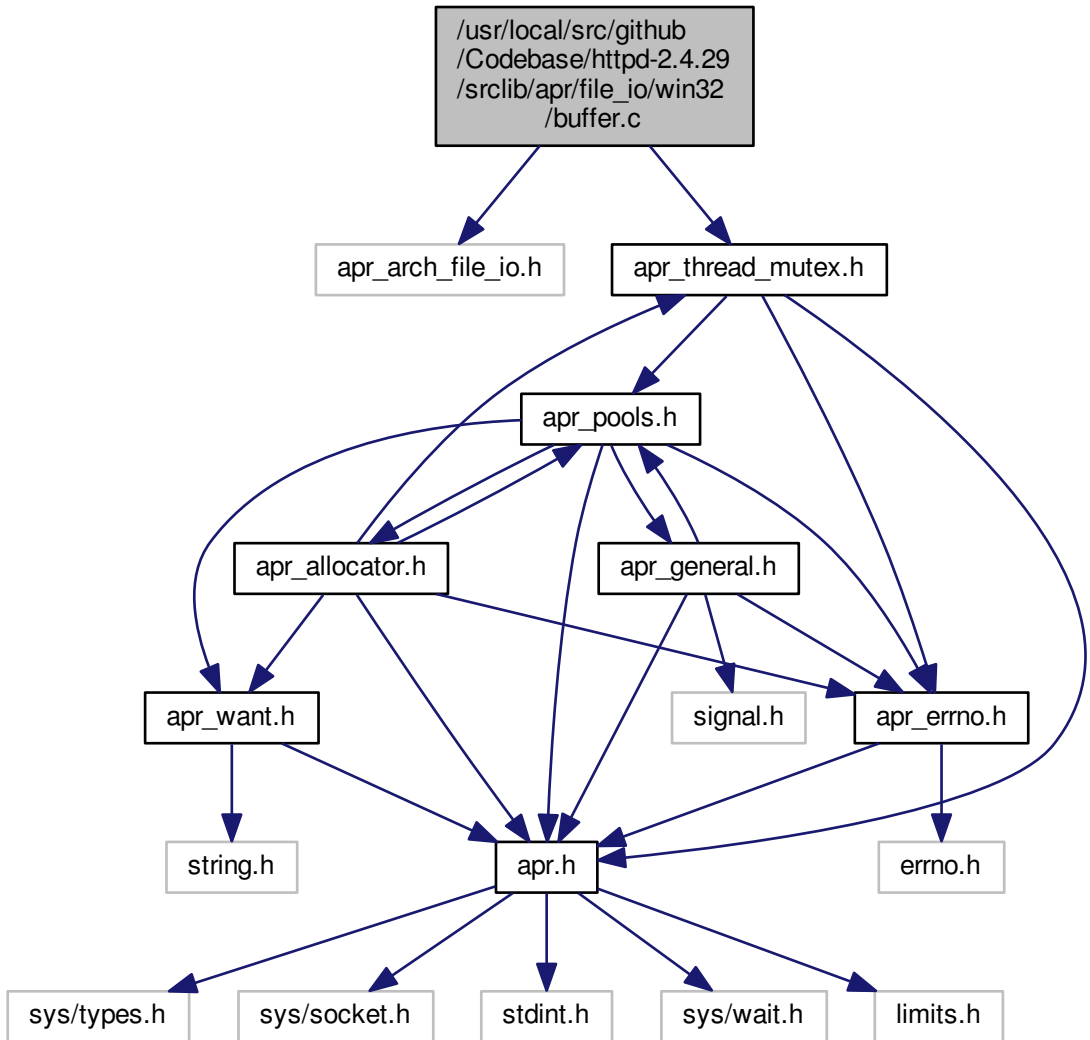 /usr/local/src/github
/Codebase/httpd-2.4.29
/srclib/apr/file_io/win32
/buffer.c
apr_arch_file_io.h
apr_thread_mutex.h
apr_pools.h
apr_allocator.h
apr_general.h
apr_want.h
signal.h
apr_errno.h
string.h
apr.h
errno.h
sys/types.h
sys/socket.h
stdint.h
sys/wait.h
limits.h